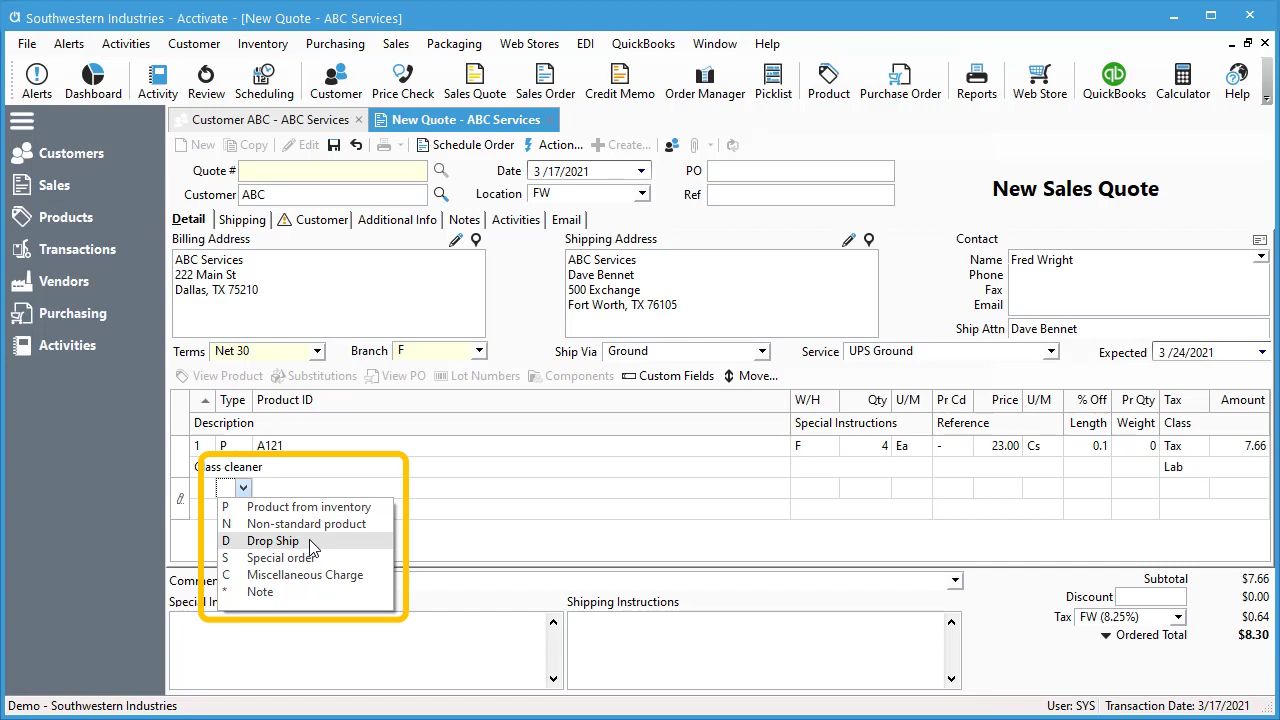 Southwestern Industries - Acctivate - [New Quote - ABC Services]
File Alerts Activities Customer Inventory Purchasing Sales Packaging Web Stores EDI QuickBooks Window Help
Alerts Dashboard Activity Review Scheduling Customer Price Check Sales Quote Sales Order Credit Memo Order Manager Picklist Product Purchase Order Reports Web Store QuickBooks Calculator Help
Customers
Sales
Products
Transactions
Vendors
Purchasing
Activities
Customer ABC - ABC Services New Quote - ABC Services
New Copy Edit Schedule Order Action... Create...
Quote # Date 3 /17/2021 PO
Customer ABC Location FW Ref
New Sales Quote
Detail Shipping Customer Additional Info Notes Activities Email
Billing Address Shipping Address Contact
ABC Services
222 Main St
Dallas, TX 75210
ABC Services
Dave Bennet
500 Exchange
Fort Worth, TX 76105
Name Fred Wright
Phone
Fax
Email
Ship Attn Dave Bennet
Terms Net 30 Branch F Ship Via Ground Service UPS Ground Expected 3 /24/2021
View Product Substitutions View PO Lot Numbers Components Custom Fields Move...
Type Product ID W/H Qty U/M Pr Cd Price U/M % Off Pr Qty Tax Amount
Description Special Instructions Reference Length Weight Class
1 P A121 F 4 Ea - 23.00 Cs 0.1 0 Tax 7.66
Glass cleaner Lab
P Product from inventory
N Non-standard product
D Drop Ship
S Special order
C Miscellaneous Charge
* Note
Commen
Special In Shipping Instructions
Subtotal $7.66
Discount $0.00
Tax FW (8.25%) $0.64
Ordered Total $8.30
Demo - Southwestern Industries User: SYS Transaction Date: 3/17/2021